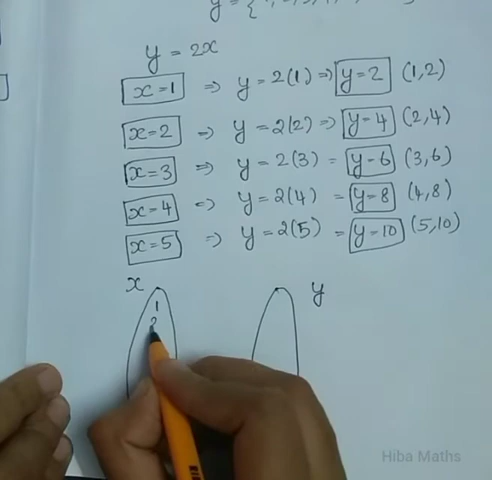 y = {
y = 2x
x=1 ⇒ y = 2(1) ⇒ y = 2 (1,2)
x=2 ⇒ y = 2(2) ⇒ y = 4 (2,4)
x=3 ⇒ y = 2(3) = y = 6 (3,6)
x=4 ⇒ y = 2(4) = y = 8 (4,8)
x=5 ⇒ y = 2(5) = y = 10 (5,10)
x y
1
2
Hiba Maths